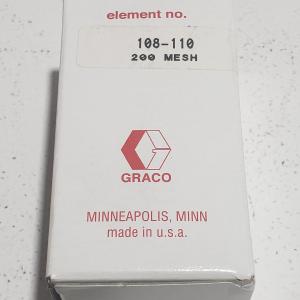 element no.
108-110
200 MESH
GRACO
MINNEAPOLIS, MINN
made in u.s.a.